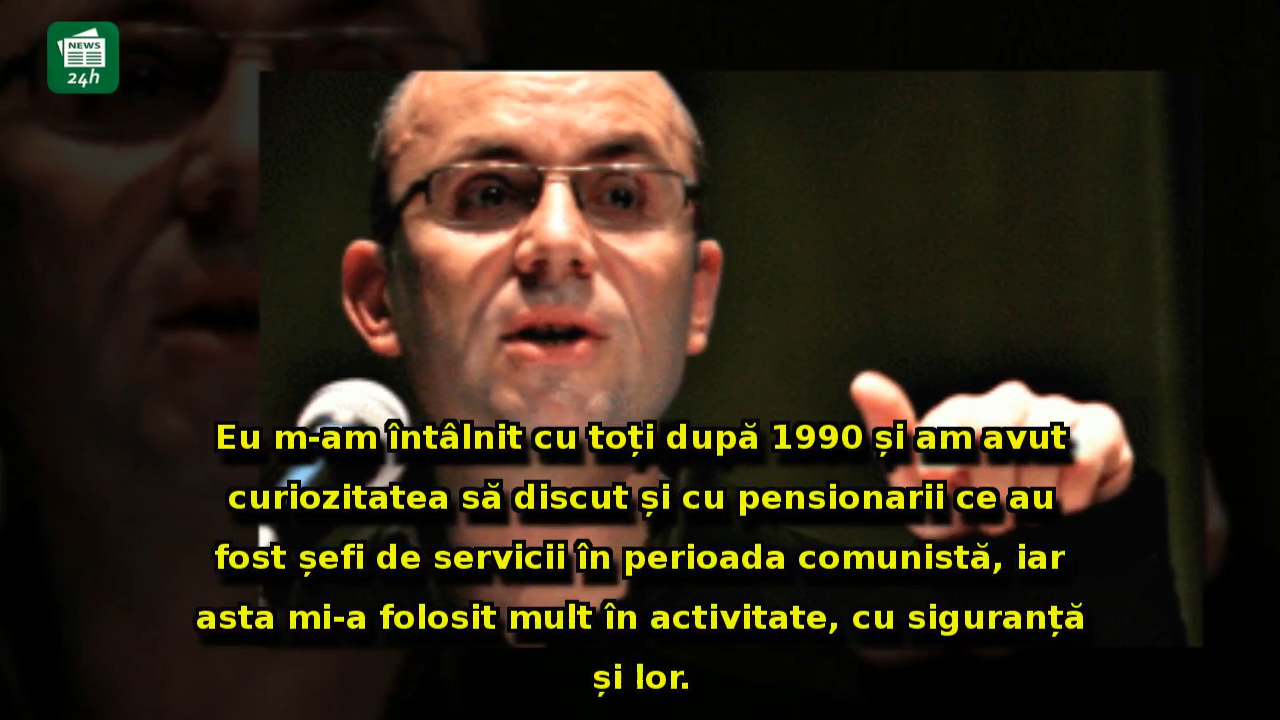 NEWS
24h
Eu m-am întâlnit cu toți după 1990 și am avut
curiozitatea să discut și cu pensionarii ce au
fost șefi de servicii în perioada comunistă, iar
asta mi-a folosit mult în activitate, cu siguranță
și lor.